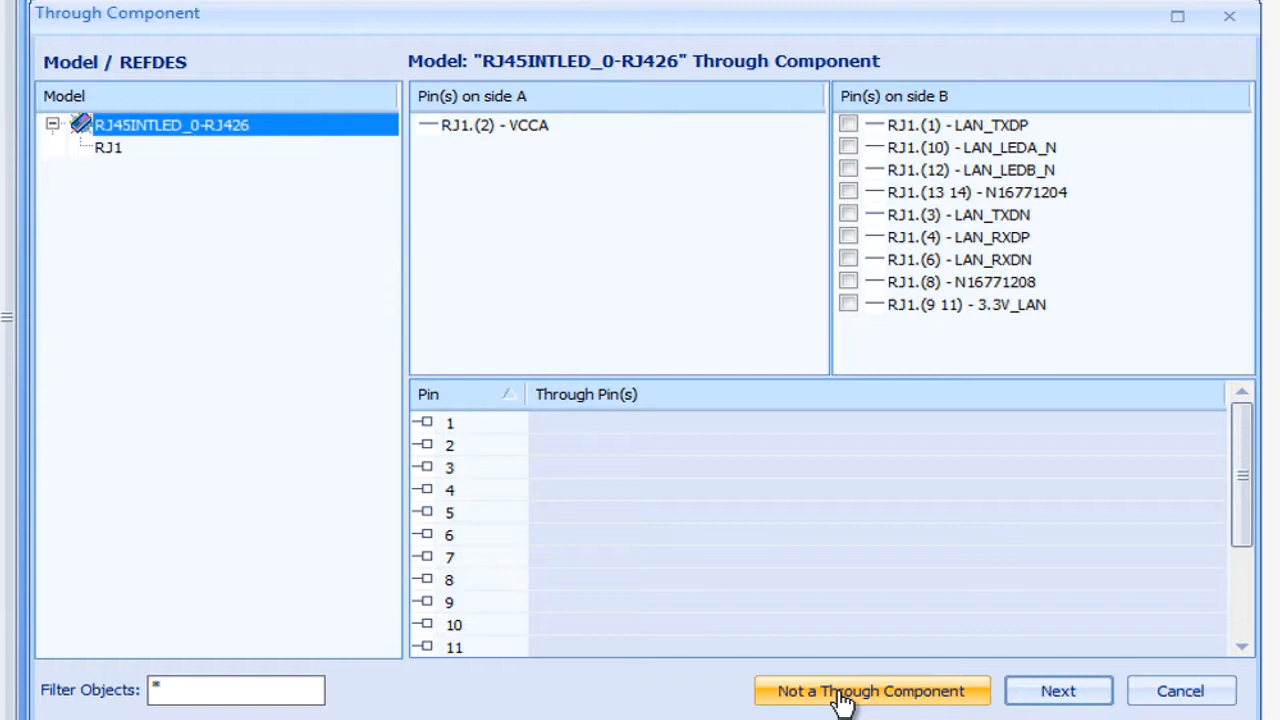 Through Component
Model / REFDES
Model: "RJ45INTLED_0-RJ426" Through Component
Model
Pin(s) on side A
Pin(s) on side B
RJ45INTLED_0-RJ426
RJ1
RJ1.(2) - VCCA
RJ1.(1) - LAN_TXDP
RJ1.(10) - LAN_LEDA_N
RJ1.(12) - LAN_LEDB_N
RJ1.(13 14) - N16771204
RJ1.(3) - LAN_TXDN
RJ1.(4) - LAN_RXDP
RJ1.(6) - LAN_RXDN
RJ1.(8) - N16771208
RJ1.(9 11) - 3.3V_LAN
Pin
Through Pin(s)
1
2
3
4
5
6
7
8
9
10
11
Filter Objects: *
Not a Through Component
Next
Cancel